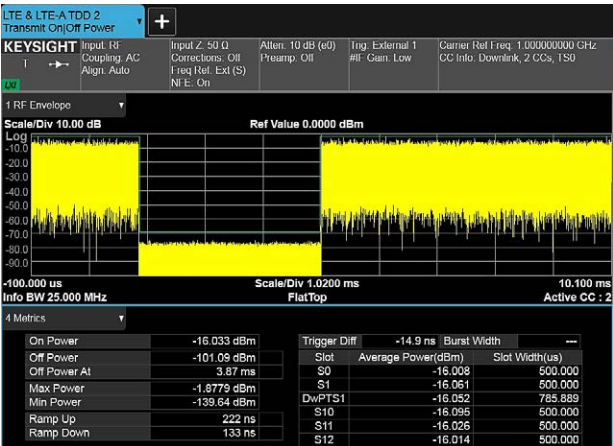 LTE & LTE-A TDD 2
Transmit On|Off Power
+
KEYSIGHT
Input: RF
Coupling: AC
Align: Auto
Input Z: 50 Ω
Corrections: Off
Freq Ref: Ext (S)
NFE: On
Atten: 10 dB (e0)
Preamp: Off
Trig: External 1
#IF Gain: Low
Carrier Ref Freq: 1.000000000 GHz
CC Info: Downlink, 2 CCs, TS0
T
LXI
1 RF Envelope
Scale/Div 10.00 dB
Ref Value 0.0000 dBm
Log
-10.0
-20.0
-30.0
-40.0
-50.0
-60.0
-70.0
-80.0
-90.0
-100.000 us
Scale/Div 1.0200 ms
10.100 ms
Info BW 25.000 MHz
FlatTop
Active CC : 2
4 Metrics
On Power -16.033 dBm
Off Power -101.09 dBm
Off Power At 3.87 ms
Max Power -1.8779 dBm
Min Power -139.64 dBm
Ramp Up 222 ns
Ramp Down 133 ns
Trigger Diff -14.9 ns Burst Width ---
Slot Average Power(dBm) Slot Width(us)
S0 -16.008 500.000
S1 -16.061 500.000
DwPTS1 -16.052 785.889
S10 -16.095 500.000
S11 -16.026 500.000
S12 -16.014 500.000